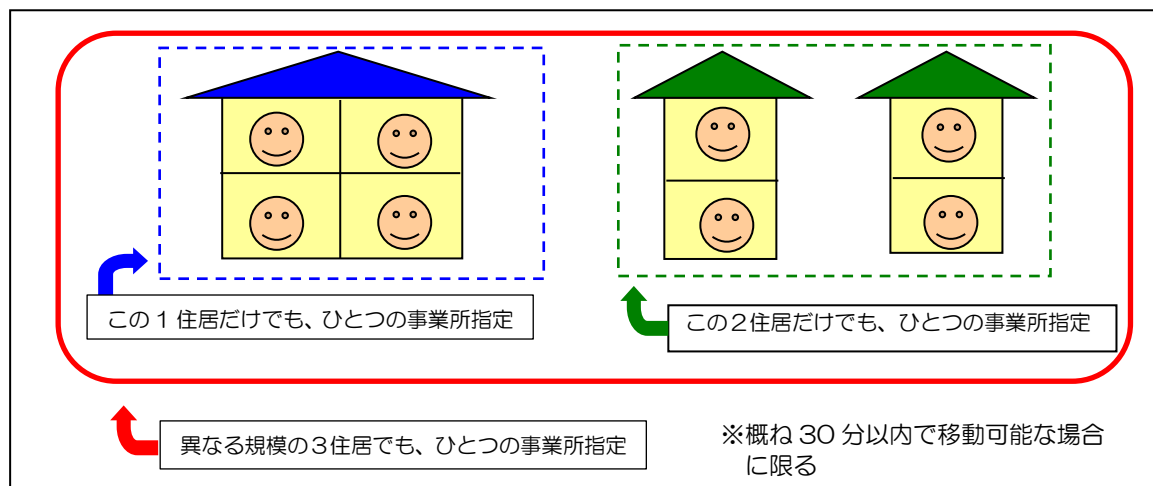 この１住居だけでも、ひとつの事業所指定
この２住居だけでも、ひとつの事業所指定
異なる規模の３住居でも、ひとつの事業所指定
※概ね 30 分以内で移動可能な場合
に限る